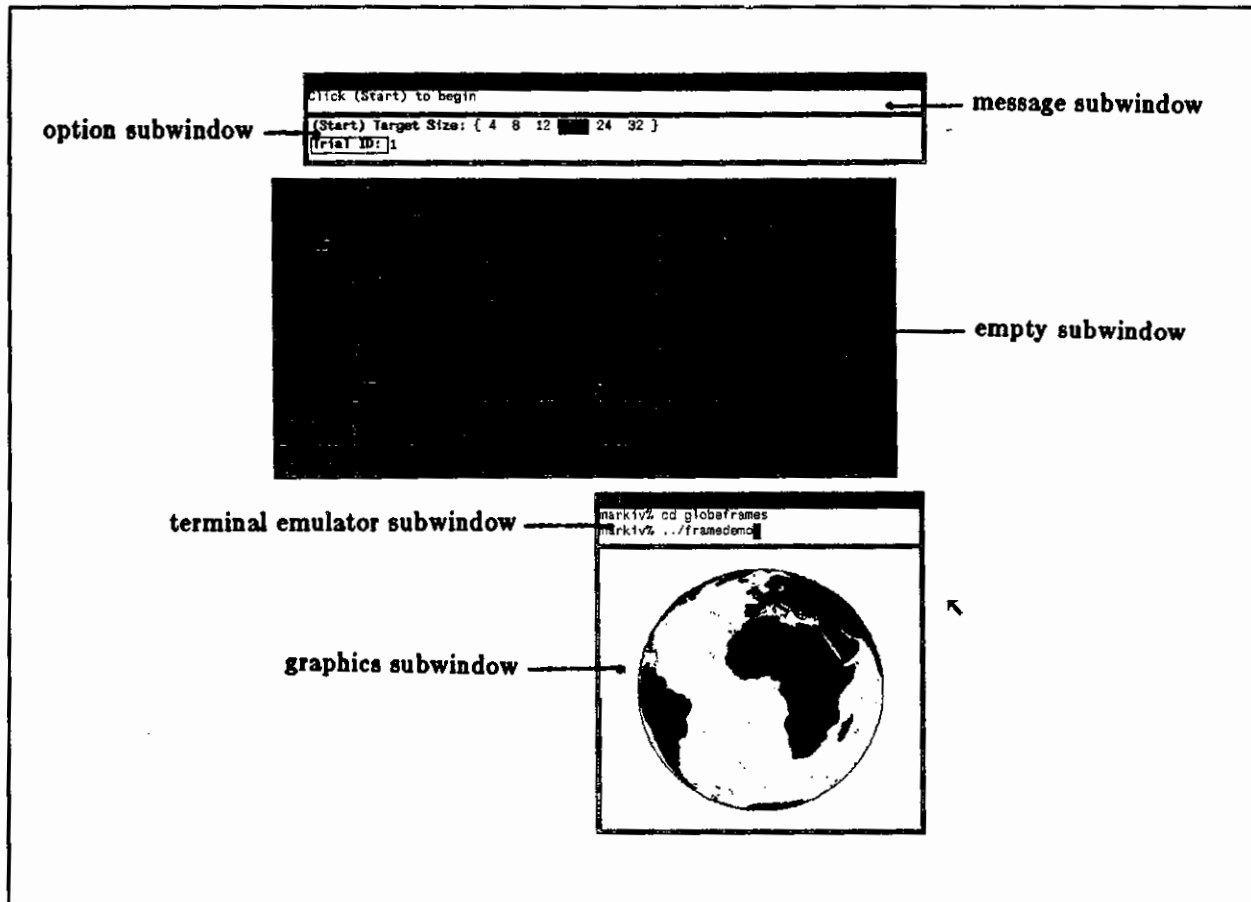 Click (Start) to begin
message subwindow
option subwindow
(Start) Target Size: { 4 8 12 24 32 }
Trial ID: 1
empty subwindow
markiv% cd globeframes
terminal emulator subwindow
markiv% ../framedemo
graphics subwindow